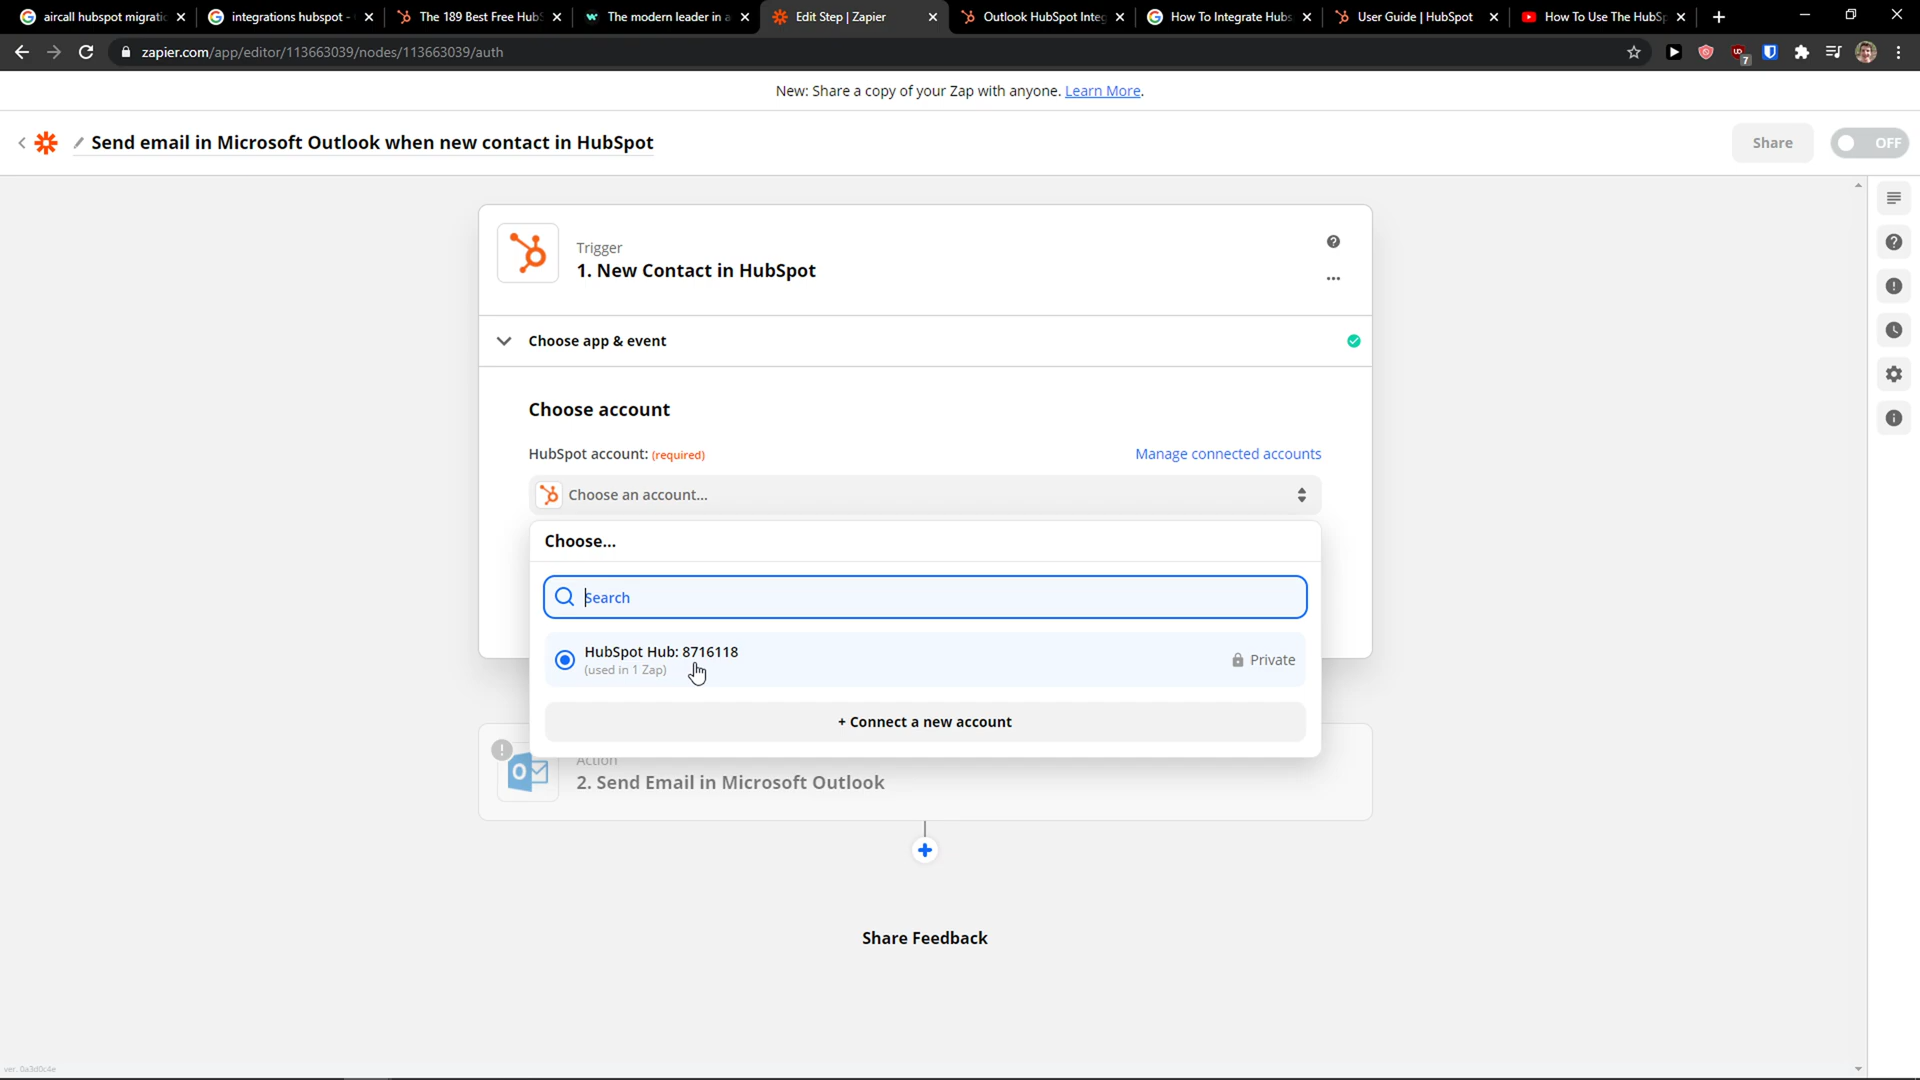 aircall hubspot migrati
integrations hubspot -
The 189 Best Free HubS
The modern leader in a
Edit Step | Zapier
Outlook HubSpot Integ
How To Integrate Hubs
User Guide | HubSpot
How To Use The HubSp
zapier.com/app/editor/113663039/nodes/113663039/auth
7
New: Share a copy of your Zap with anyone. Learn More.
Send email in Microsoft Outlook when new contact in HubSpot
Share
OFF
Trigger
1. New Contact in HubSpot
Choose app & event
Choose account
HubSpot account: (required)
Manage connected accounts
Choose an account...
Choose...
Search
HubSpot Hub: 8716118
(used in 1 Zap)
Private
+ Connect a new account
Action
2. Send Email in Microsoft Outlook
Share Feedback
ver. 0a3d0c4e